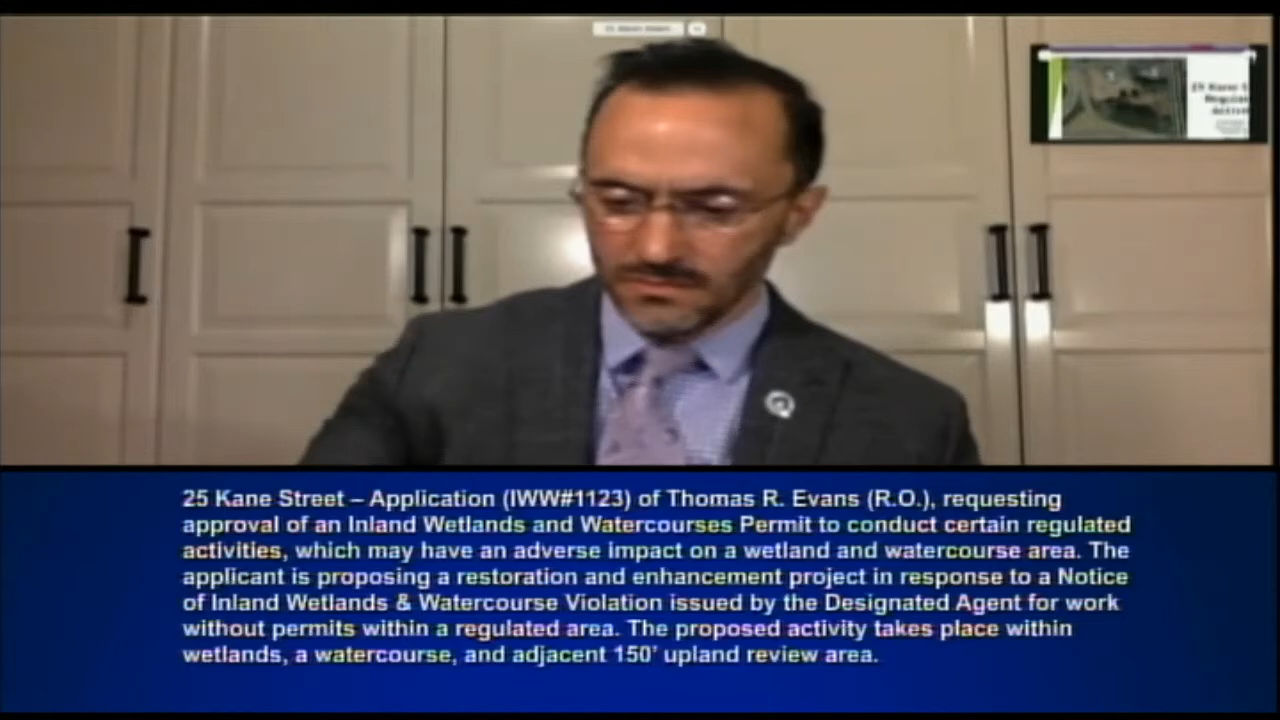 25 Kane
Regula
Activi
25 Kane Street – Application (IWW#1123) of Thomas R. Evans (R.O.), requesting
approval of an Inland Wetlands and Watercourses Permit to conduct certain regulated
activities, which may have an adverse impact on a wetland and watercourse area. The
applicant is proposing a restoration and enhancement project in response to a Notice
of Inland Wetlands & Watercourse Violation issued by the Designated Agent for work
without permits within a regulated area. The proposed activity takes place within
wetlands, a watercourse, and adjacent 150' upland review area.